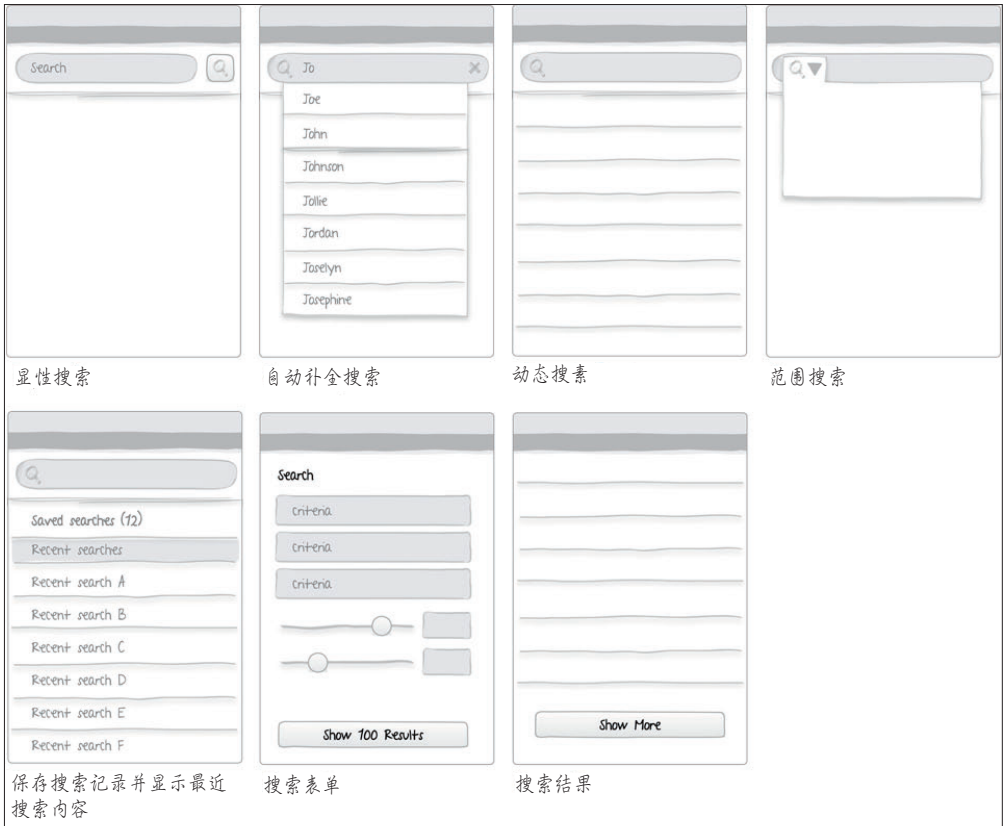 Search
显性搜索
Jo
Joe
John
Johnson
Jollie
Jordan
Joselyn
Josephine
自动补全搜索
动态搜素
范围搜索
Saved searches (12)
Recent searches
Recent search A
Recent search B
Recent search C
Recent search D
Recent search E
Recent search F
保存搜索记录并显示最近
搜索内容
Search
criteria
criteria
criteria
Show 100 Results
搜索表单
Show More
搜索结果